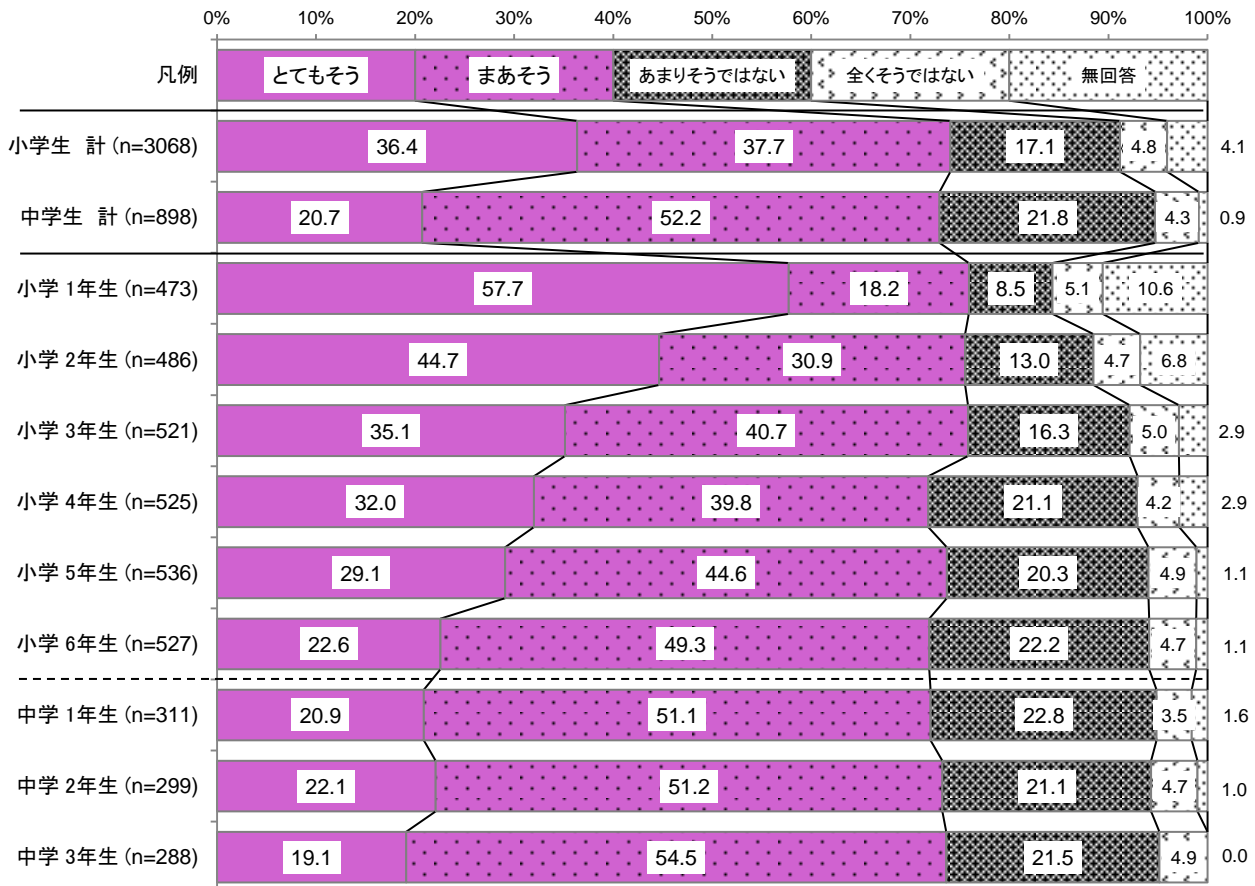 0% 10% 20% 30% 40% 50% 60% 70% 80% 90% 100%
凡例 とてもそう まあそう あまりそうではない 全くそうではない 無回答
小学生 計 (n=3068) 36.4 37.7 17.1 4.8 4.1
中学生 計 (n=898) 20.7 52.2 21.8 4.3 0.9
小学 1年生 (n=473) 57.7 18.2 8.5 5.1 10.6
小学 2年生 (n=486) 44.7 30.9 13.0 4.7 6.8
小学 3年生 (n=521) 35.1 40.7 16.3 5.0 2.9
小学 4年生 (n=525) 32.0 39.8 21.1 4.2 2.9
小学 5年生 (n=536) 29.1 44.6 20.3 4.9 1.1
小学 6年生 (n=527) 22.6 49.3 22.2 4.7 1.1
中学 1年生 (n=311) 20.9 51.1 22.8 3.5 1.6
中学 2年生 (n=299) 22.1 51.2 21.1 4.7 1.0
中学 3年生 (n=288) 19.1 54.5 21.5 4.9 0.0